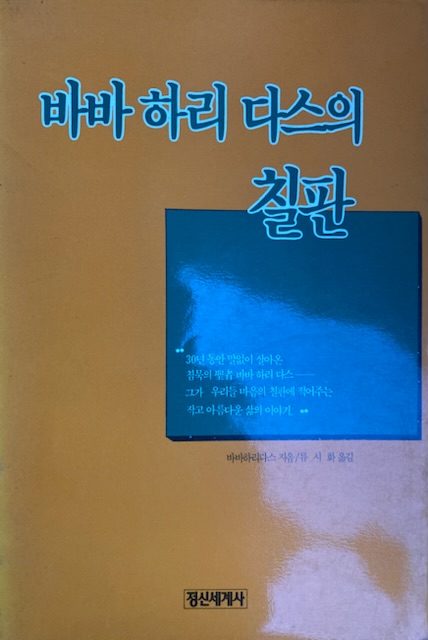 바바 하리 다스의
칠판
❝
30년 동안 말없이 살아온
침묵의 聖者 바바 하리 다스——
그가 우리들 마음의 칠판에 적어주는
작고 아름다운 삶의 이야기
❞
바바하리다스 지음/류 시 화 옮김
정신세계사